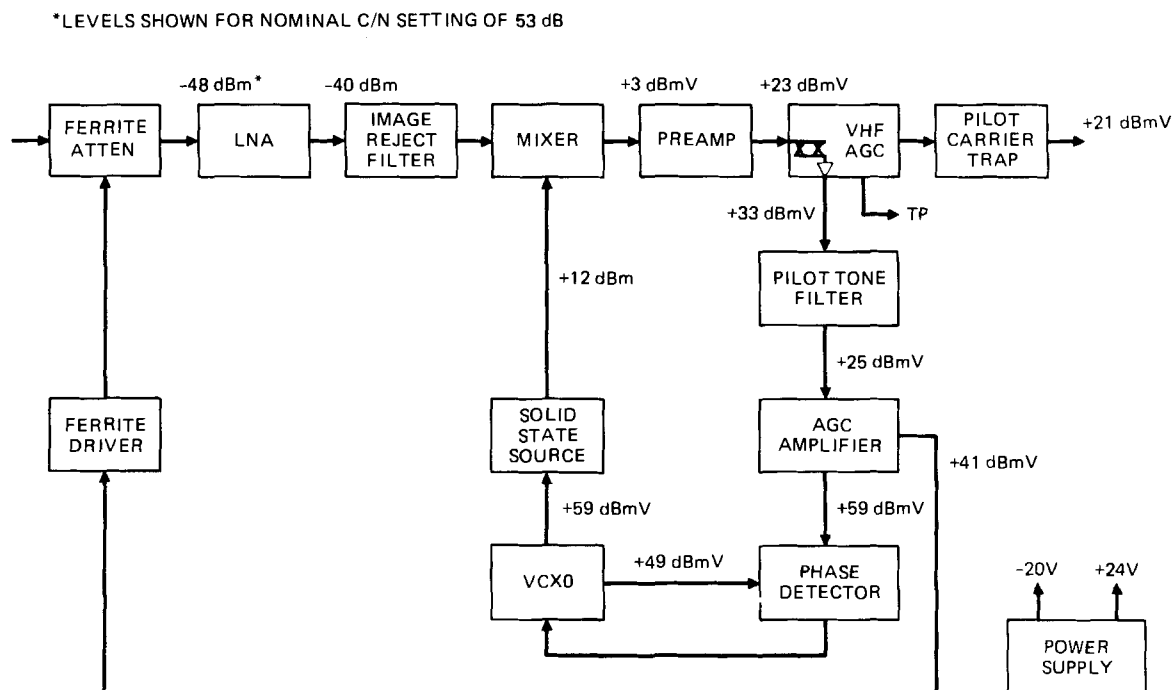 *LEVELS SHOWN FOR NOMINAL C/N SETTING OF 53 dB
-48 dBm*
-40 dBm
+3 dBmV
+23 dBmV
FERRITE
ATTEN
LNA
IMAGE
REJECT
FILTER
MIXER
PREAMP
VHF
AGC
PILOT
CARRIER
TRAP
+21 dBmV
+33 dBmV
TP
+12 dBm
PILOT TONE
FILTER
+25 dBmV
FERRITE
DRIVER
SOLID
STATE
SOURCE
AGC
AMPLIFIER
+41 dBmV
+59 dBmV
+59 dBmV
VCX0
+49 dBmV
PHASE
DETECTOR
-20V
+24V
POWER
SUPPLY